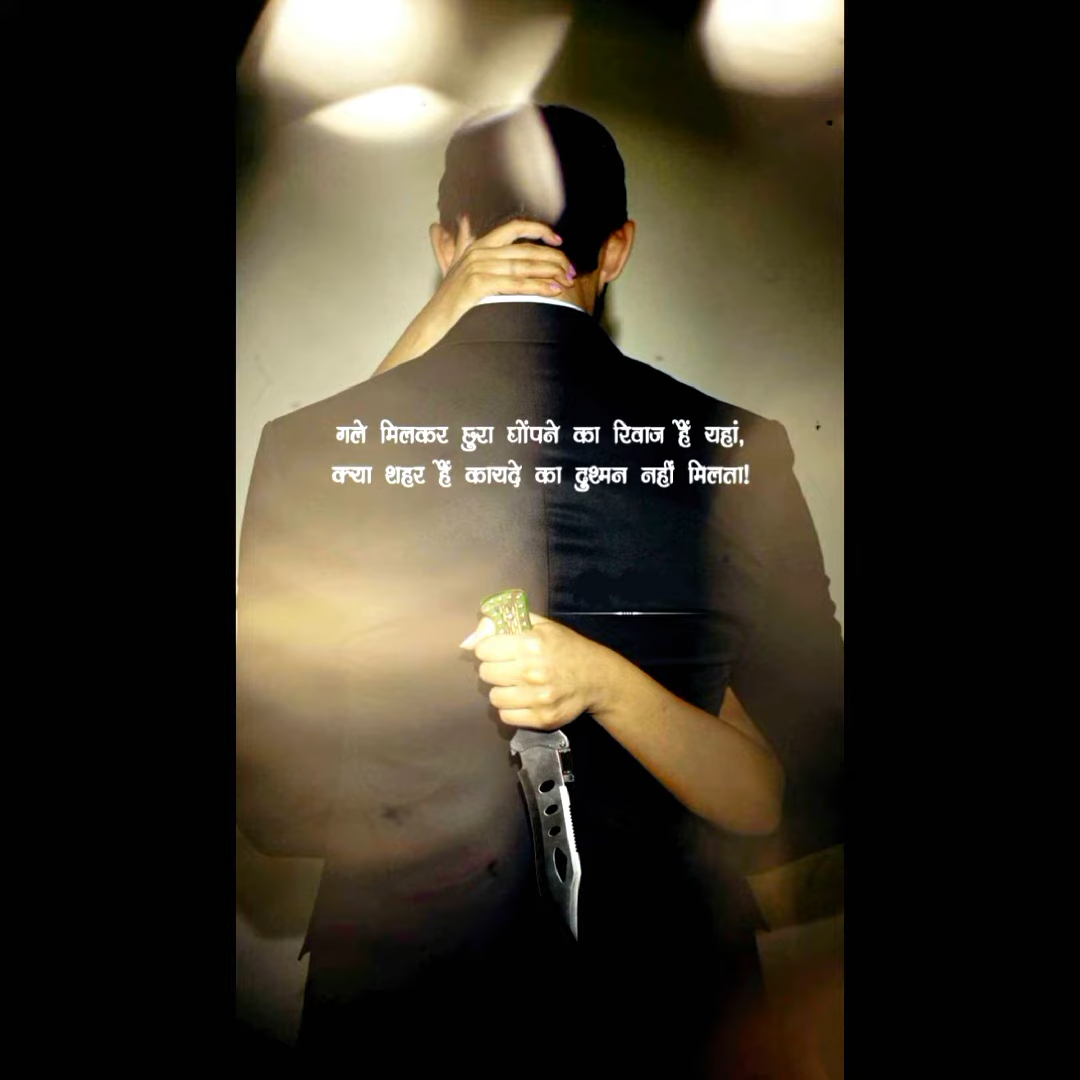 गले मिलकर छुरा घोंपने का रिवाज हैं यहां,
क्या शहर हैं कायदे का दुश्मन नहीं मिलता!